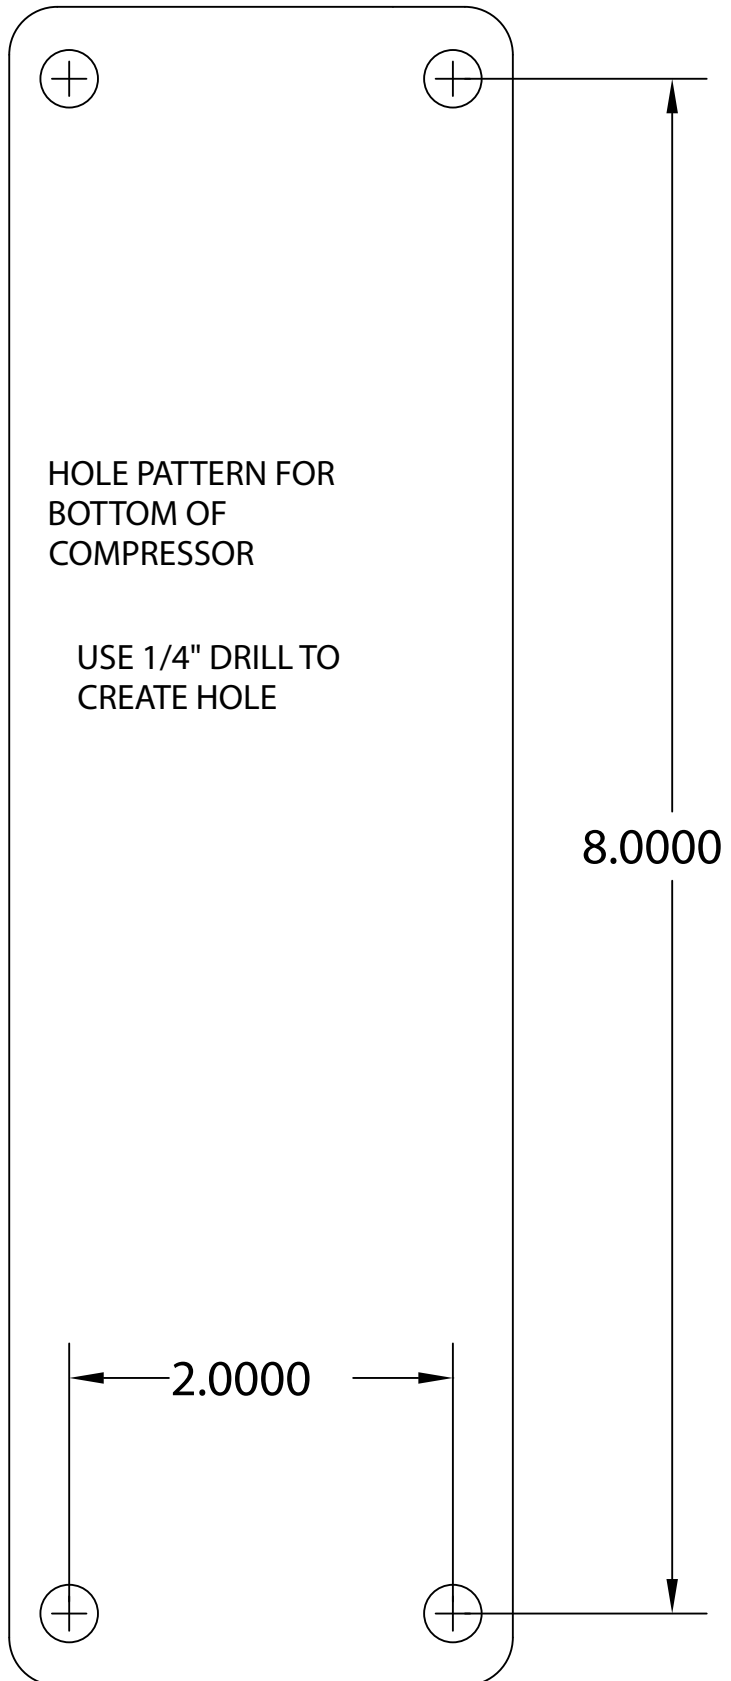 HOLE PATTERN FOR
BOTTOM OF
COMPRESSOR
USE 1/4" DRILL TO
CREATE HOLE
8.0000
2.0000